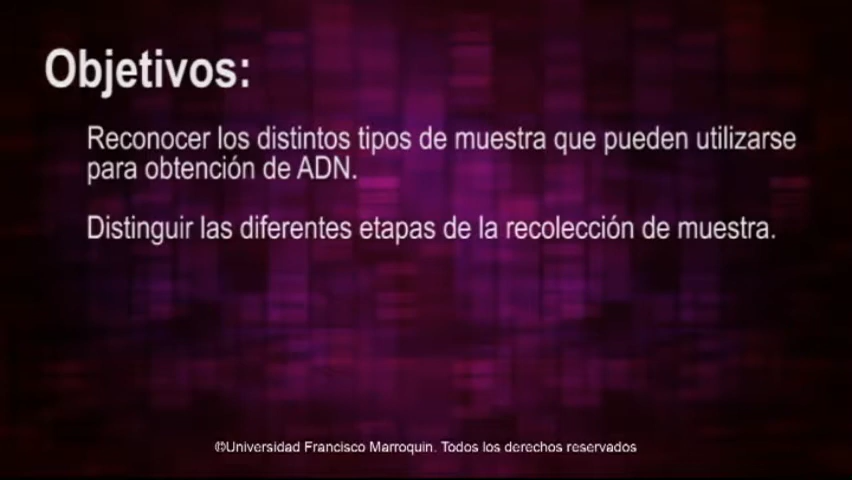 Objetivos:
Reconocer los distintos tipos de muestra que pueden utilizarse
para obtención de ADN.
Distinguir las diferentes etapas de la recolección de muestra.
©Universidad Francisco Marroquin. Todos los derechos reservados